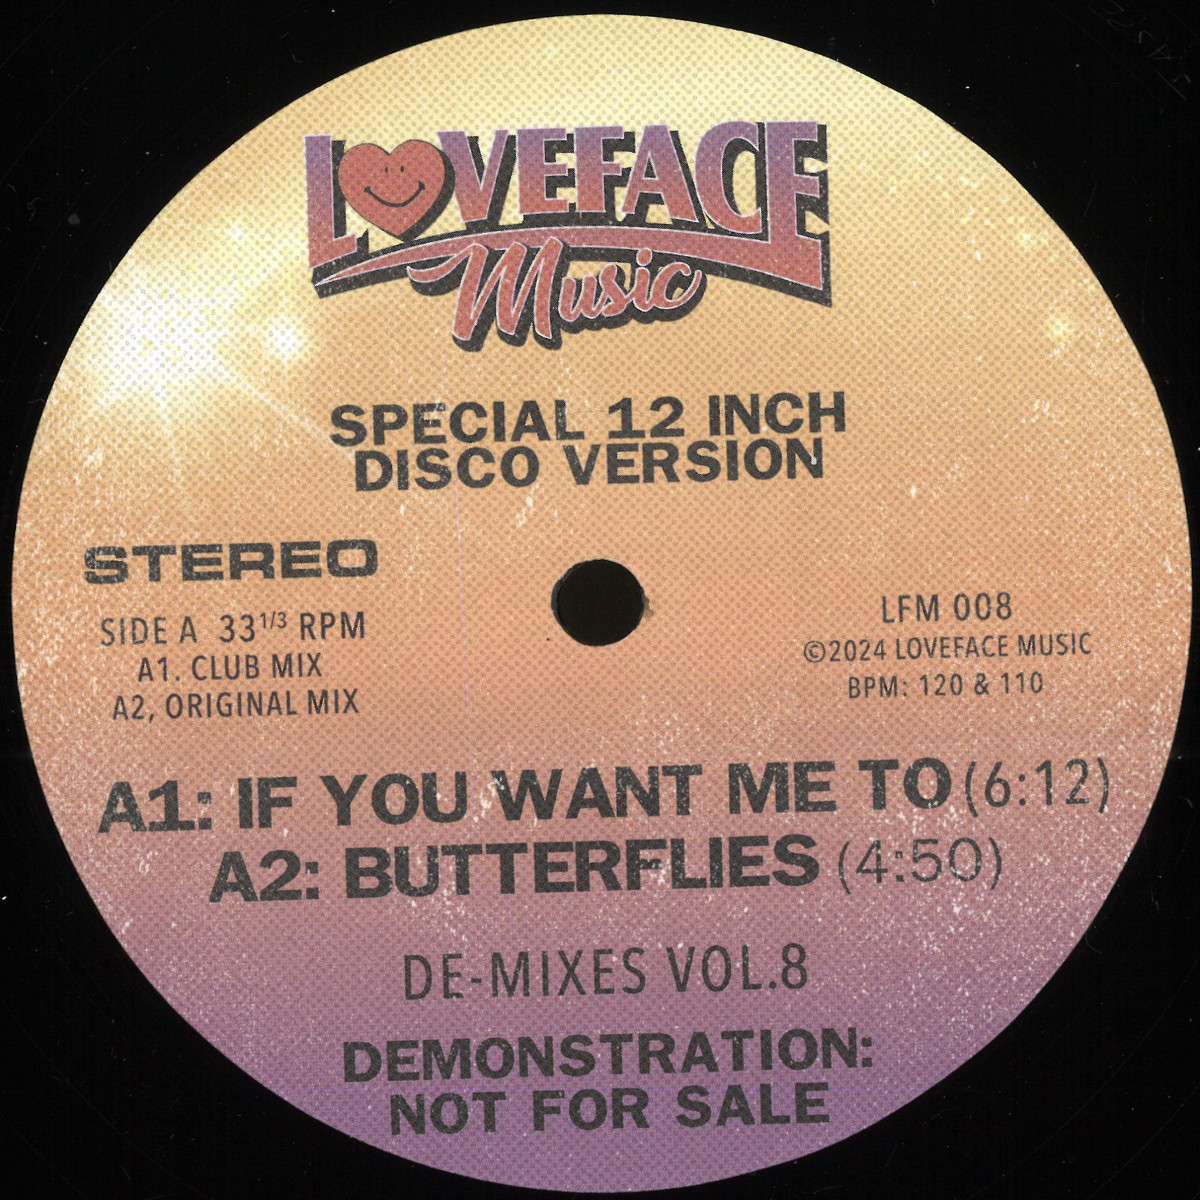 LOVEFACE
Music
SPECIAL 12 INCH
DISCO VERSION
STEREO
SIDE A 33 1/3 RPM
A1. CLUB MIX
A2, ORIGINAL MIX
LFM 008
©2024 LOVEFACE MUSIC
BPM: 120 & 110
A1: IF YOU WANT ME TO (6:12)
A2: BUTTERFLIES (4:50)
DE-MIXES VOL.8
DEMONSTRATION:
NOT FOR SALE